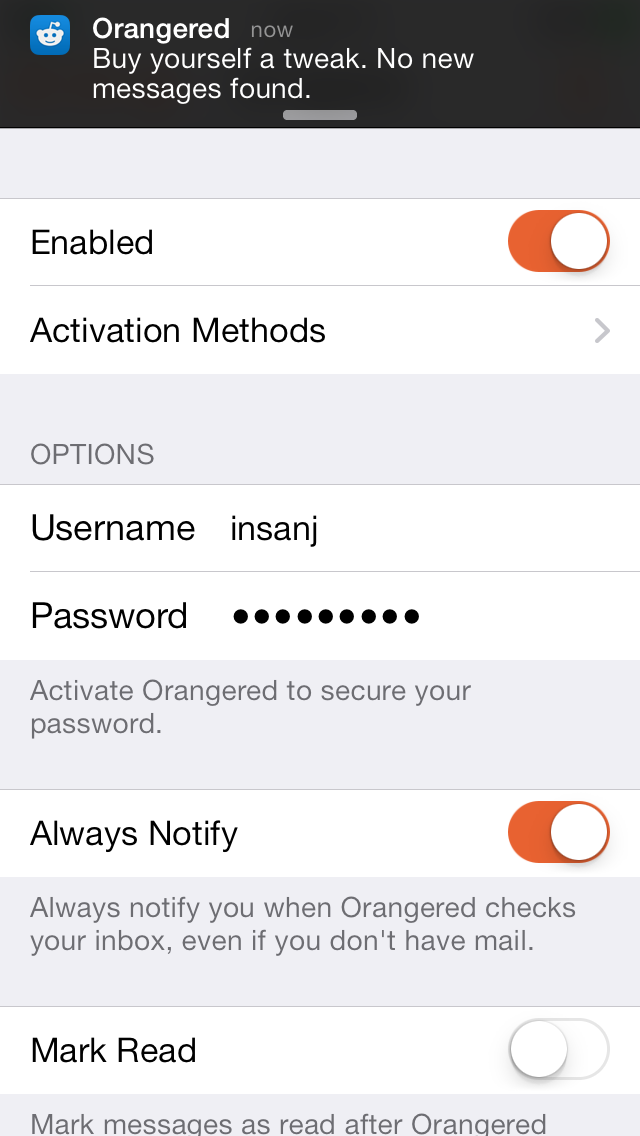 Orangered now
Buy yourself a tweak. No new
messages found.
Enabled
Activation Methods
OPTIONS
Username insanj
Password ●●●●●●●●●
Activate Orangered to secure your
password.
Always Notify
Always notify you when Orangered checks
your inbox, even if you don't have mail.
Mark Read
Mark messages as read after Orangered